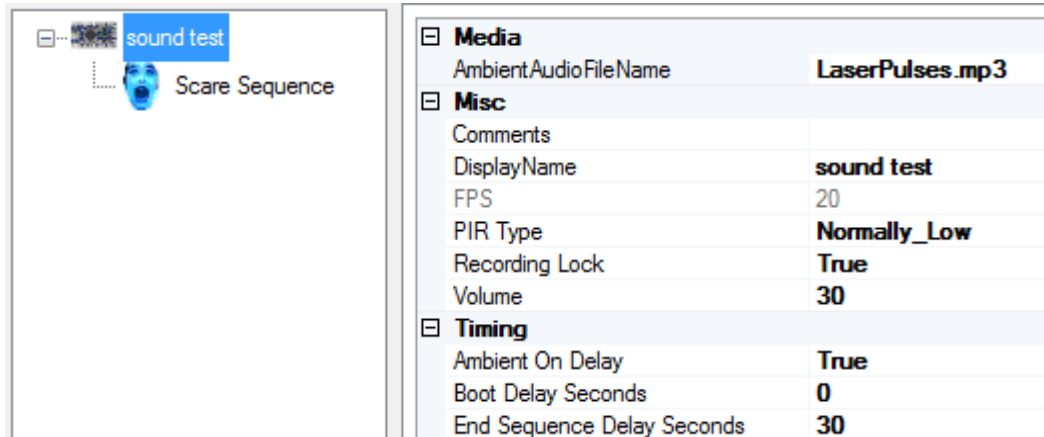 sound test
Scare Sequence
Media
AmbientAudioFileName LaserPulses.mp3
Misc
Comments
DisplayName sound test
FPS 20
PIR Type Normally_Low
Recording Lock True
Volume 30
Timing
Ambient On Delay True
Boot Delay Seconds 0
End Sequence Delay Seconds 30